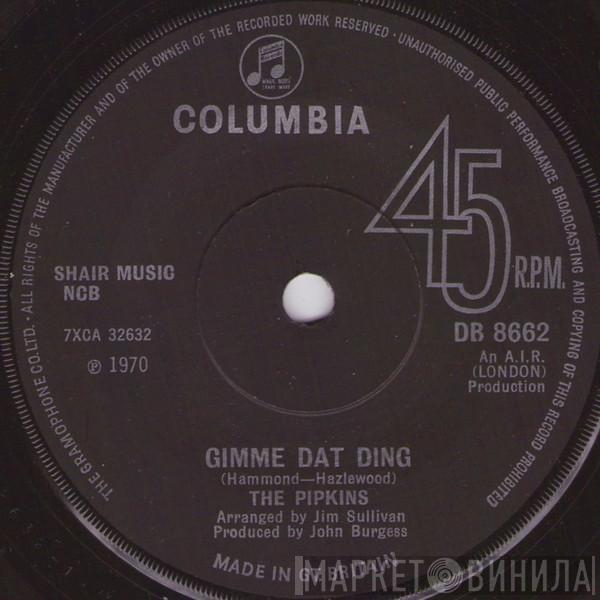 THE GRAMOPHONE CO. LTD. · ALL RIGHTS OF THE MANUFACTURER AND OF THE OWNER OF THE RECORDED WORK RESERVED · UNAUTHORISED PUBLIC PERFORMANCE BROADCASTING AND COPYING OF THIS RECORD PROHIBITED
COLUMBIA
45
R.P.M.
SHAIR MUSIC
NCB
7XCA 32632
℗ 1970
DB 8662
An A.I.R.
(LONDON)
Production
GIMME DAT DING
(Hammond—Hazlewood)
THE PIPKINS
Arranged by Jim Sullivan
Produced by John Burgess
MADE IN GT. BRITAIN
МАРКЕТ ВИНИЛА